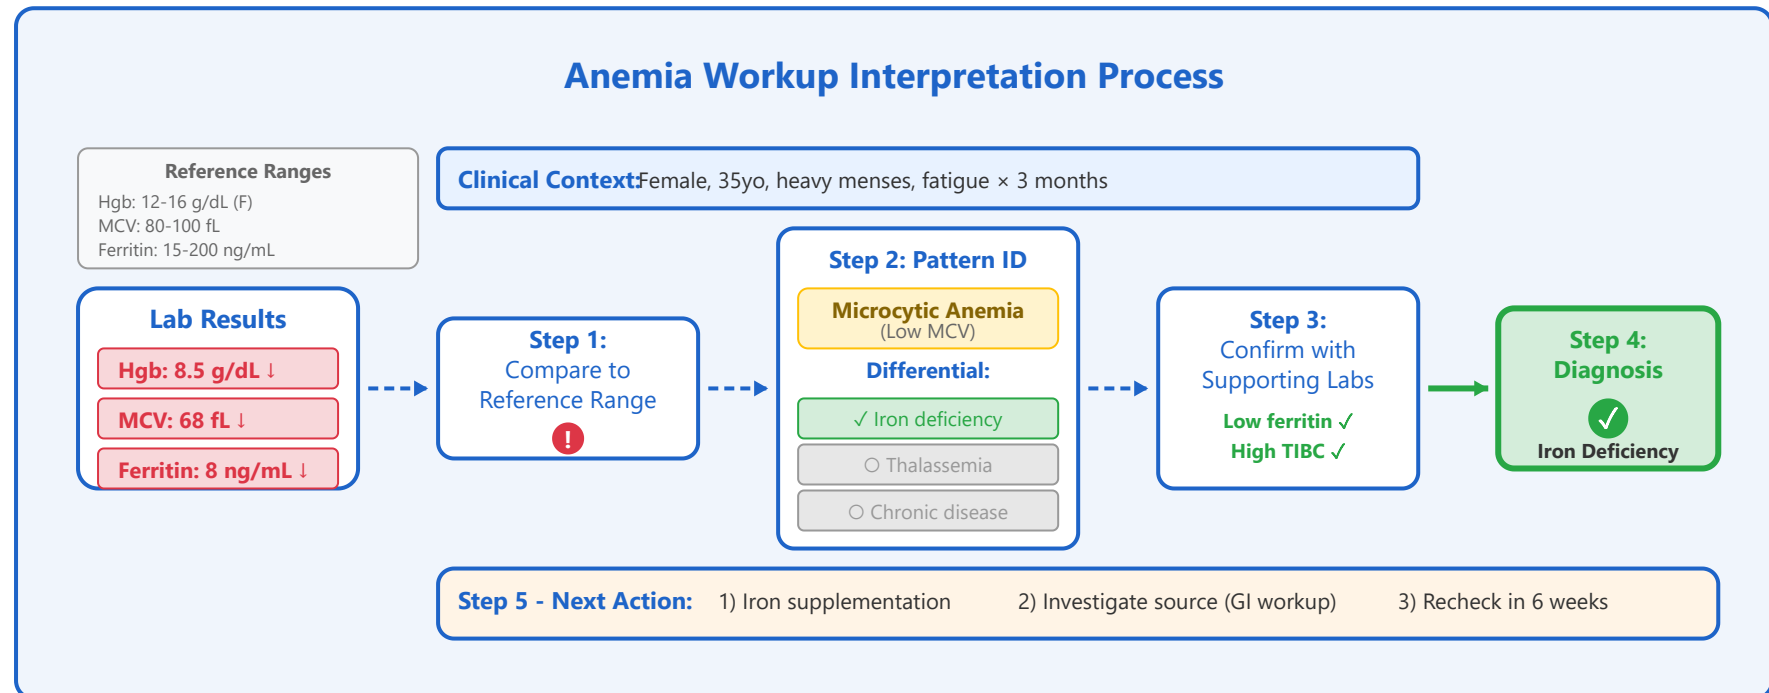 Anemia Workup Interpretation Process
Reference Ranges
Hgb: 12-16 g/dL (F)
MCV: 80-100 fL
Ferritin: 15-200 ng/mL
Clinical Context: Female, 35yo, heavy menses, fatigue × 3 months
Lab Results
Hgb: 8.5 g/dL ↓
MCV: 68 fL ↓
Ferritin: 8 ng/mL ↓
Step 1:
Compare to
Reference Range
!
Step 2: Pattern ID
Microcytic Anemia
(Low MCV)
Differential:
✓ Iron deficiency
○ Thalassemia
○ Chronic disease
Step 3:
Confirm with
Supporting Labs
Low ferritin ✓
High TIBC ✓
Step 4:
Diagnosis
✓
Iron Deficiency
Step 5 - Next Action: 1) Iron supplementation 2) Investigate source (GI workup) 3) Recheck in 6 weeks